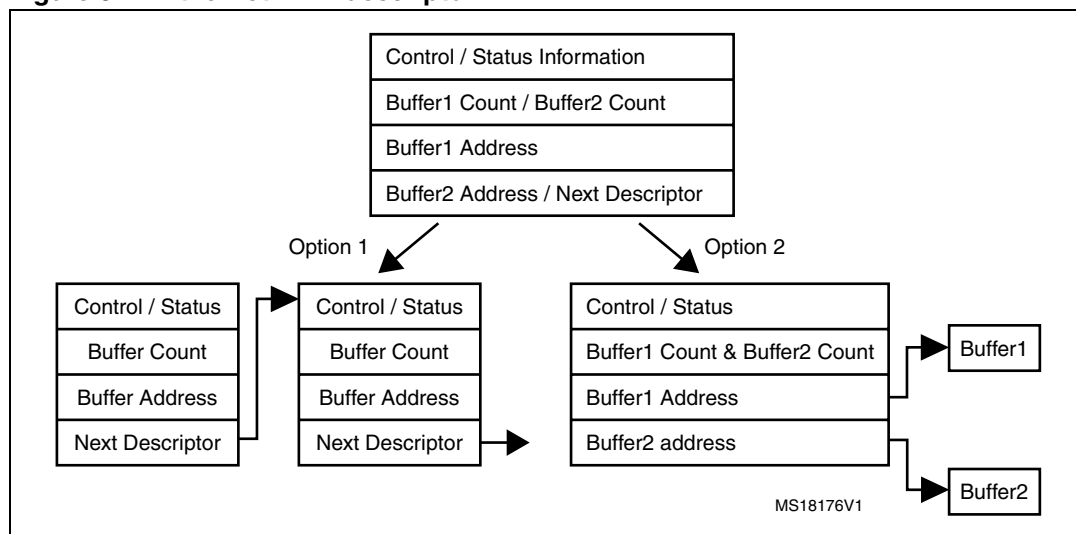 Control / Status Information
Buffer1 Count / Buffer2 Count
Buffer1 Address
Buffer2 Address / Next Descriptor
Option 1
Option 2
Control / Status
Buffer Count
Buffer Address
Next Descriptor
Control / Status
Buffer Count
Buffer Address
Next Descriptor
Control / Status
Buffer1 Count & Buffer2 Count
Buffer1 Address
Buffer2 address
Buffer1
Buffer2
MS18176V1